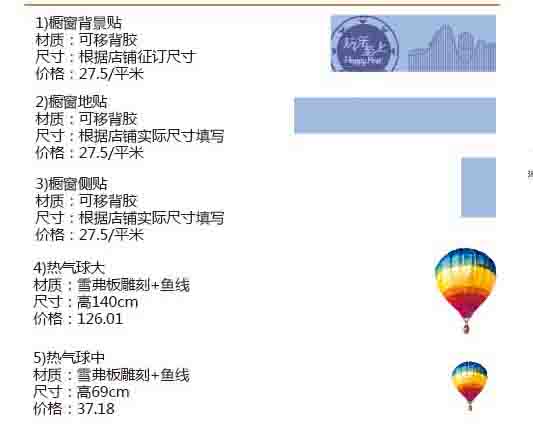 1)橱窗背景贴
材质：可移背胶
尺寸：根据店铺征订尺寸
价格：27.5/平米
玩乐至上
Happy First
2)橱窗地贴
材质：可移背胶
尺寸：根据店铺实际尺寸填写
价格：27.5/平米
3)橱窗侧贴
材质：可移背胶
尺寸：根据店铺实际尺寸填写
价格：27.5/平米
4)热气球大
材质：雪弗板雕刻+鱼线
尺寸：高140cm
价格：126.01
5)热气球中
材质：雪弗板雕刻+鱼线
尺寸：高69cm
价格：37.18